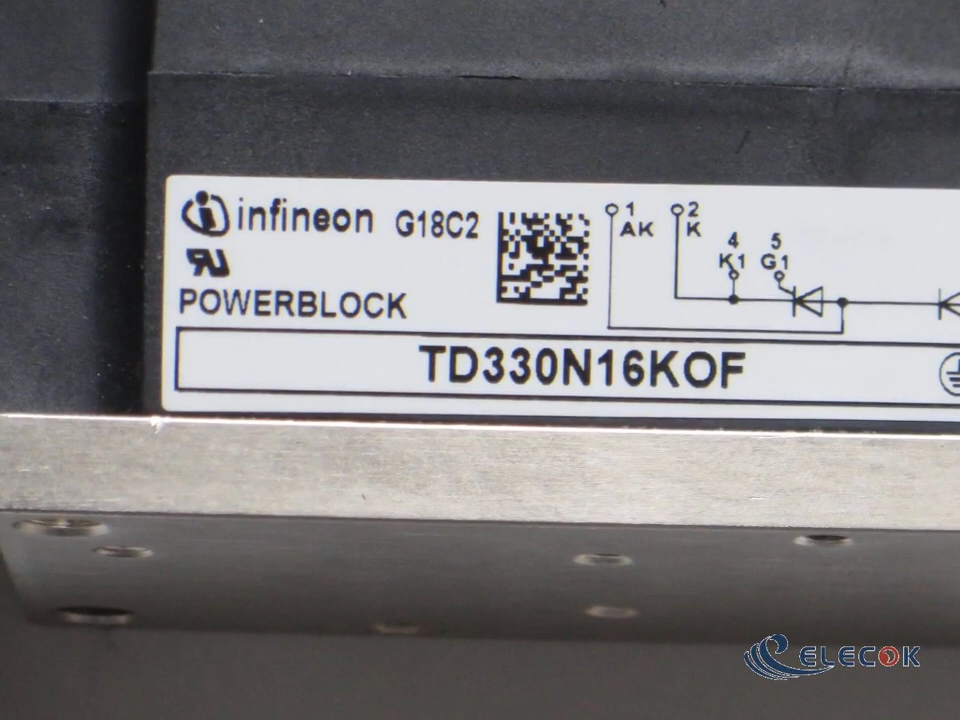 infineon G18C2
POWERBLOCK
1
AK
2
K
4
K1
5
G1
TD330N16KOF
ELECOK